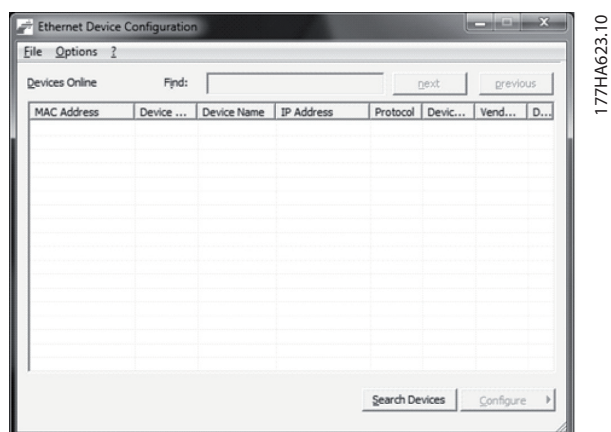 Ethernet Device Configuration
File Options ?
Devices Online Find: next previous
MAC Address Device ... Device Name IP Address Protocol Devic... Vend... D...
Search Devices Configure
177HA623.10